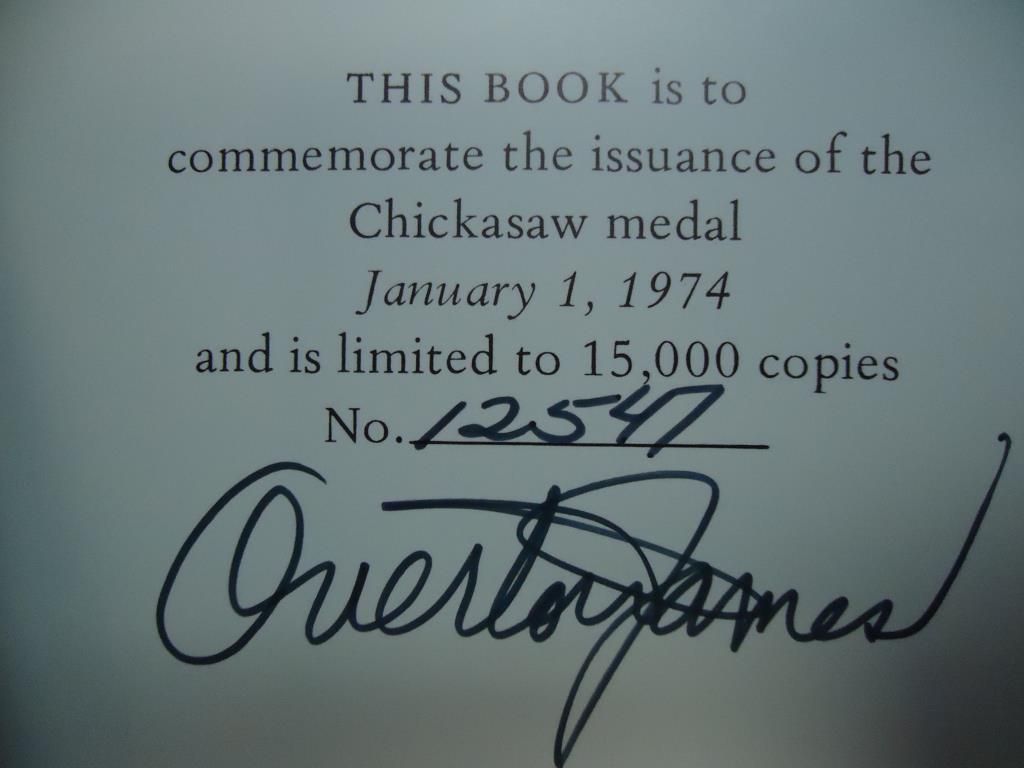 THIS BOOK is to
commemorate the issuance of the
Chickasaw medal
January 1, 1974
and is limited to 15,000 copies
No. 12547
Overton James